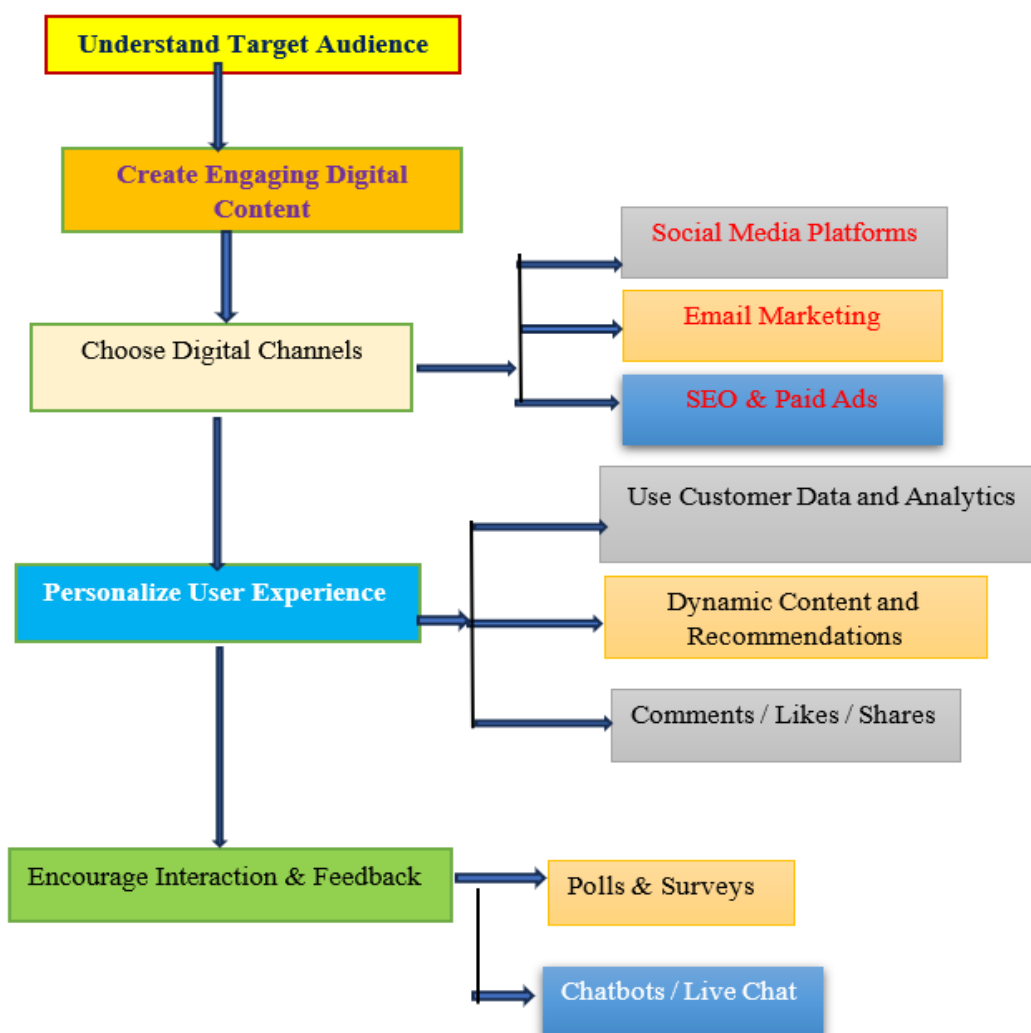 Understand Target Audience
Create Engaging Digital
Content
Social Media Platforms
Email Marketing
Choose Digital Channels
SEO & Paid Ads
Use Customer Data and Analytics
Personalize User Experience
Dynamic Content and
Recommendations
Comments / Likes / Shares
Encourage Interaction & Feedback
Polls & Surveys
Chatbots / Live Chat